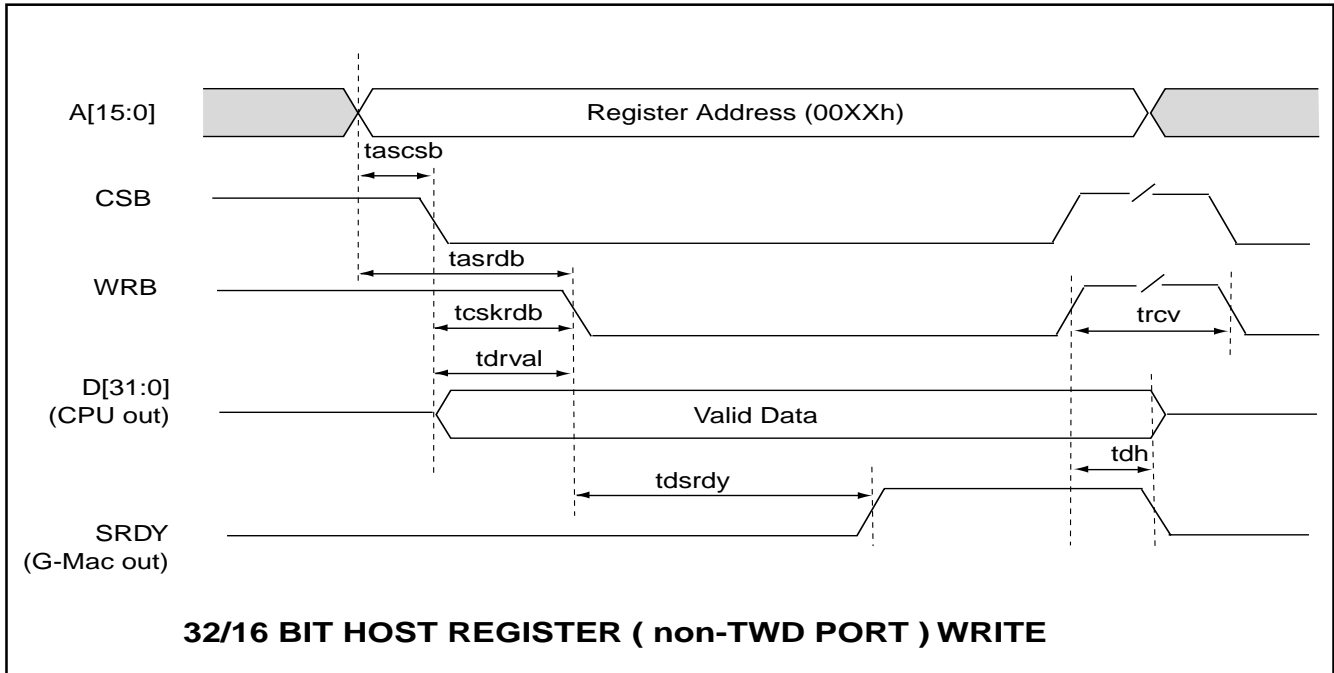 A[15:0]
Register Address (00XXh)
tascsb
CSB
tasrdb
WRB
tcskrdb
trcv
tdrval
D[31:0]
(CPU out)
Valid Data
tdh
tdsrdy
SRDY
(G-Mac out)
32/16 BIT HOST REGISTER ( non-TWD PORT ) WRITE